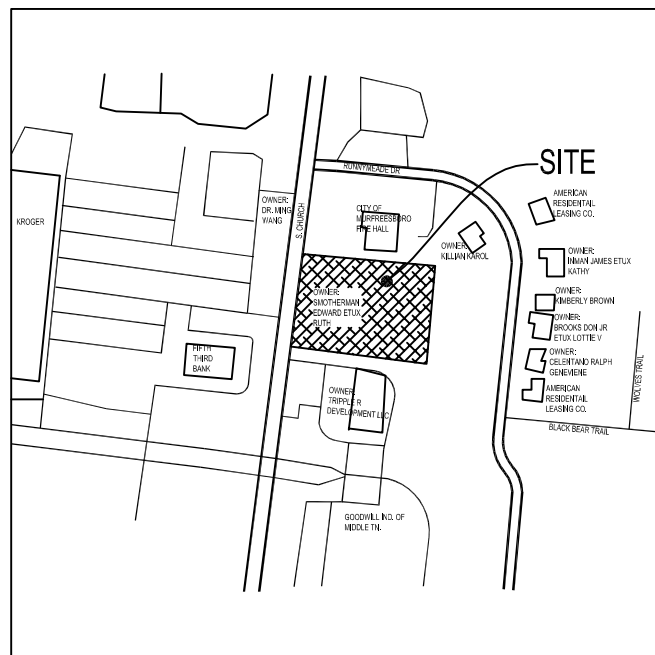 SITE
RUNNYMEADE DR
AMERICAN
RESIDENTAIL
LEASING CO.
OWNER:
DR. MING
WANG
S. CHURCH
CITY OF
MURFREESBORO
FIRE HALL
KROGER
OWNER:
KILLIAN KAROL
OWNER:
INMAN JAMES ETUX
KATHY
OWNER:
SMOTHERMAN
EDWARD ETUX
RUTH
OWNER:
KIMBERLY BROWN
OWNER:
BROOKS DON JR
ETUX LOTTIE V
FIFTH
THIRD
BANK
OWNER:
CELENTANO RALPH
GENEVIENE
WOLVES TRAIL
OWNER:
TRIPPLE R
DEVELOPMENT LLC
AMERICAN
RESIDENTAIL
LEASING CO.
BLACK BEAR TRAIL
GOODWILL IND. OF
MIDDLE TN.